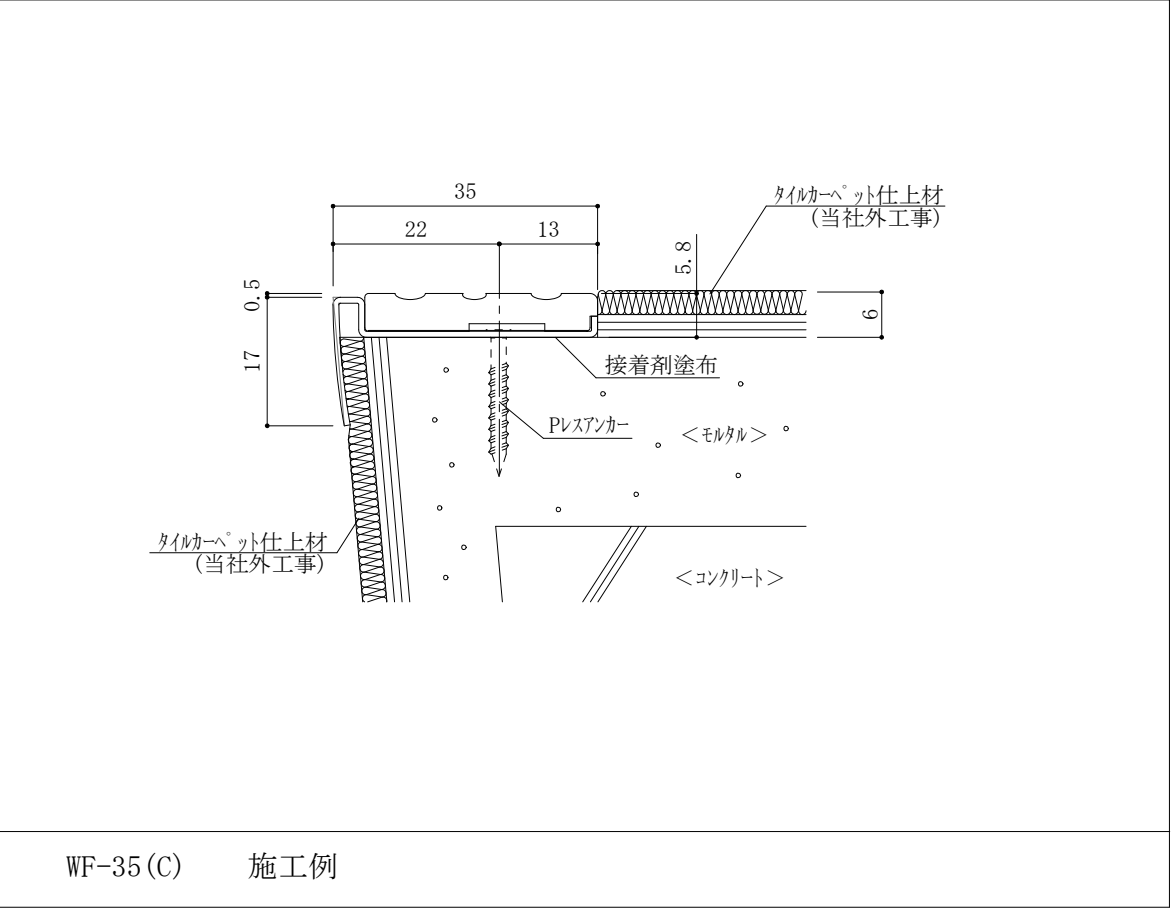 35
22
13
タイルカーペット仕上材
(当社外工事)
5.8
0.5
6
17
接着剤塗布
Pレスアンカー
＜モルタル＞
タイルカーペット仕上材
(当社外工事)
＜コンクリート＞
WF-35(C) 施工例